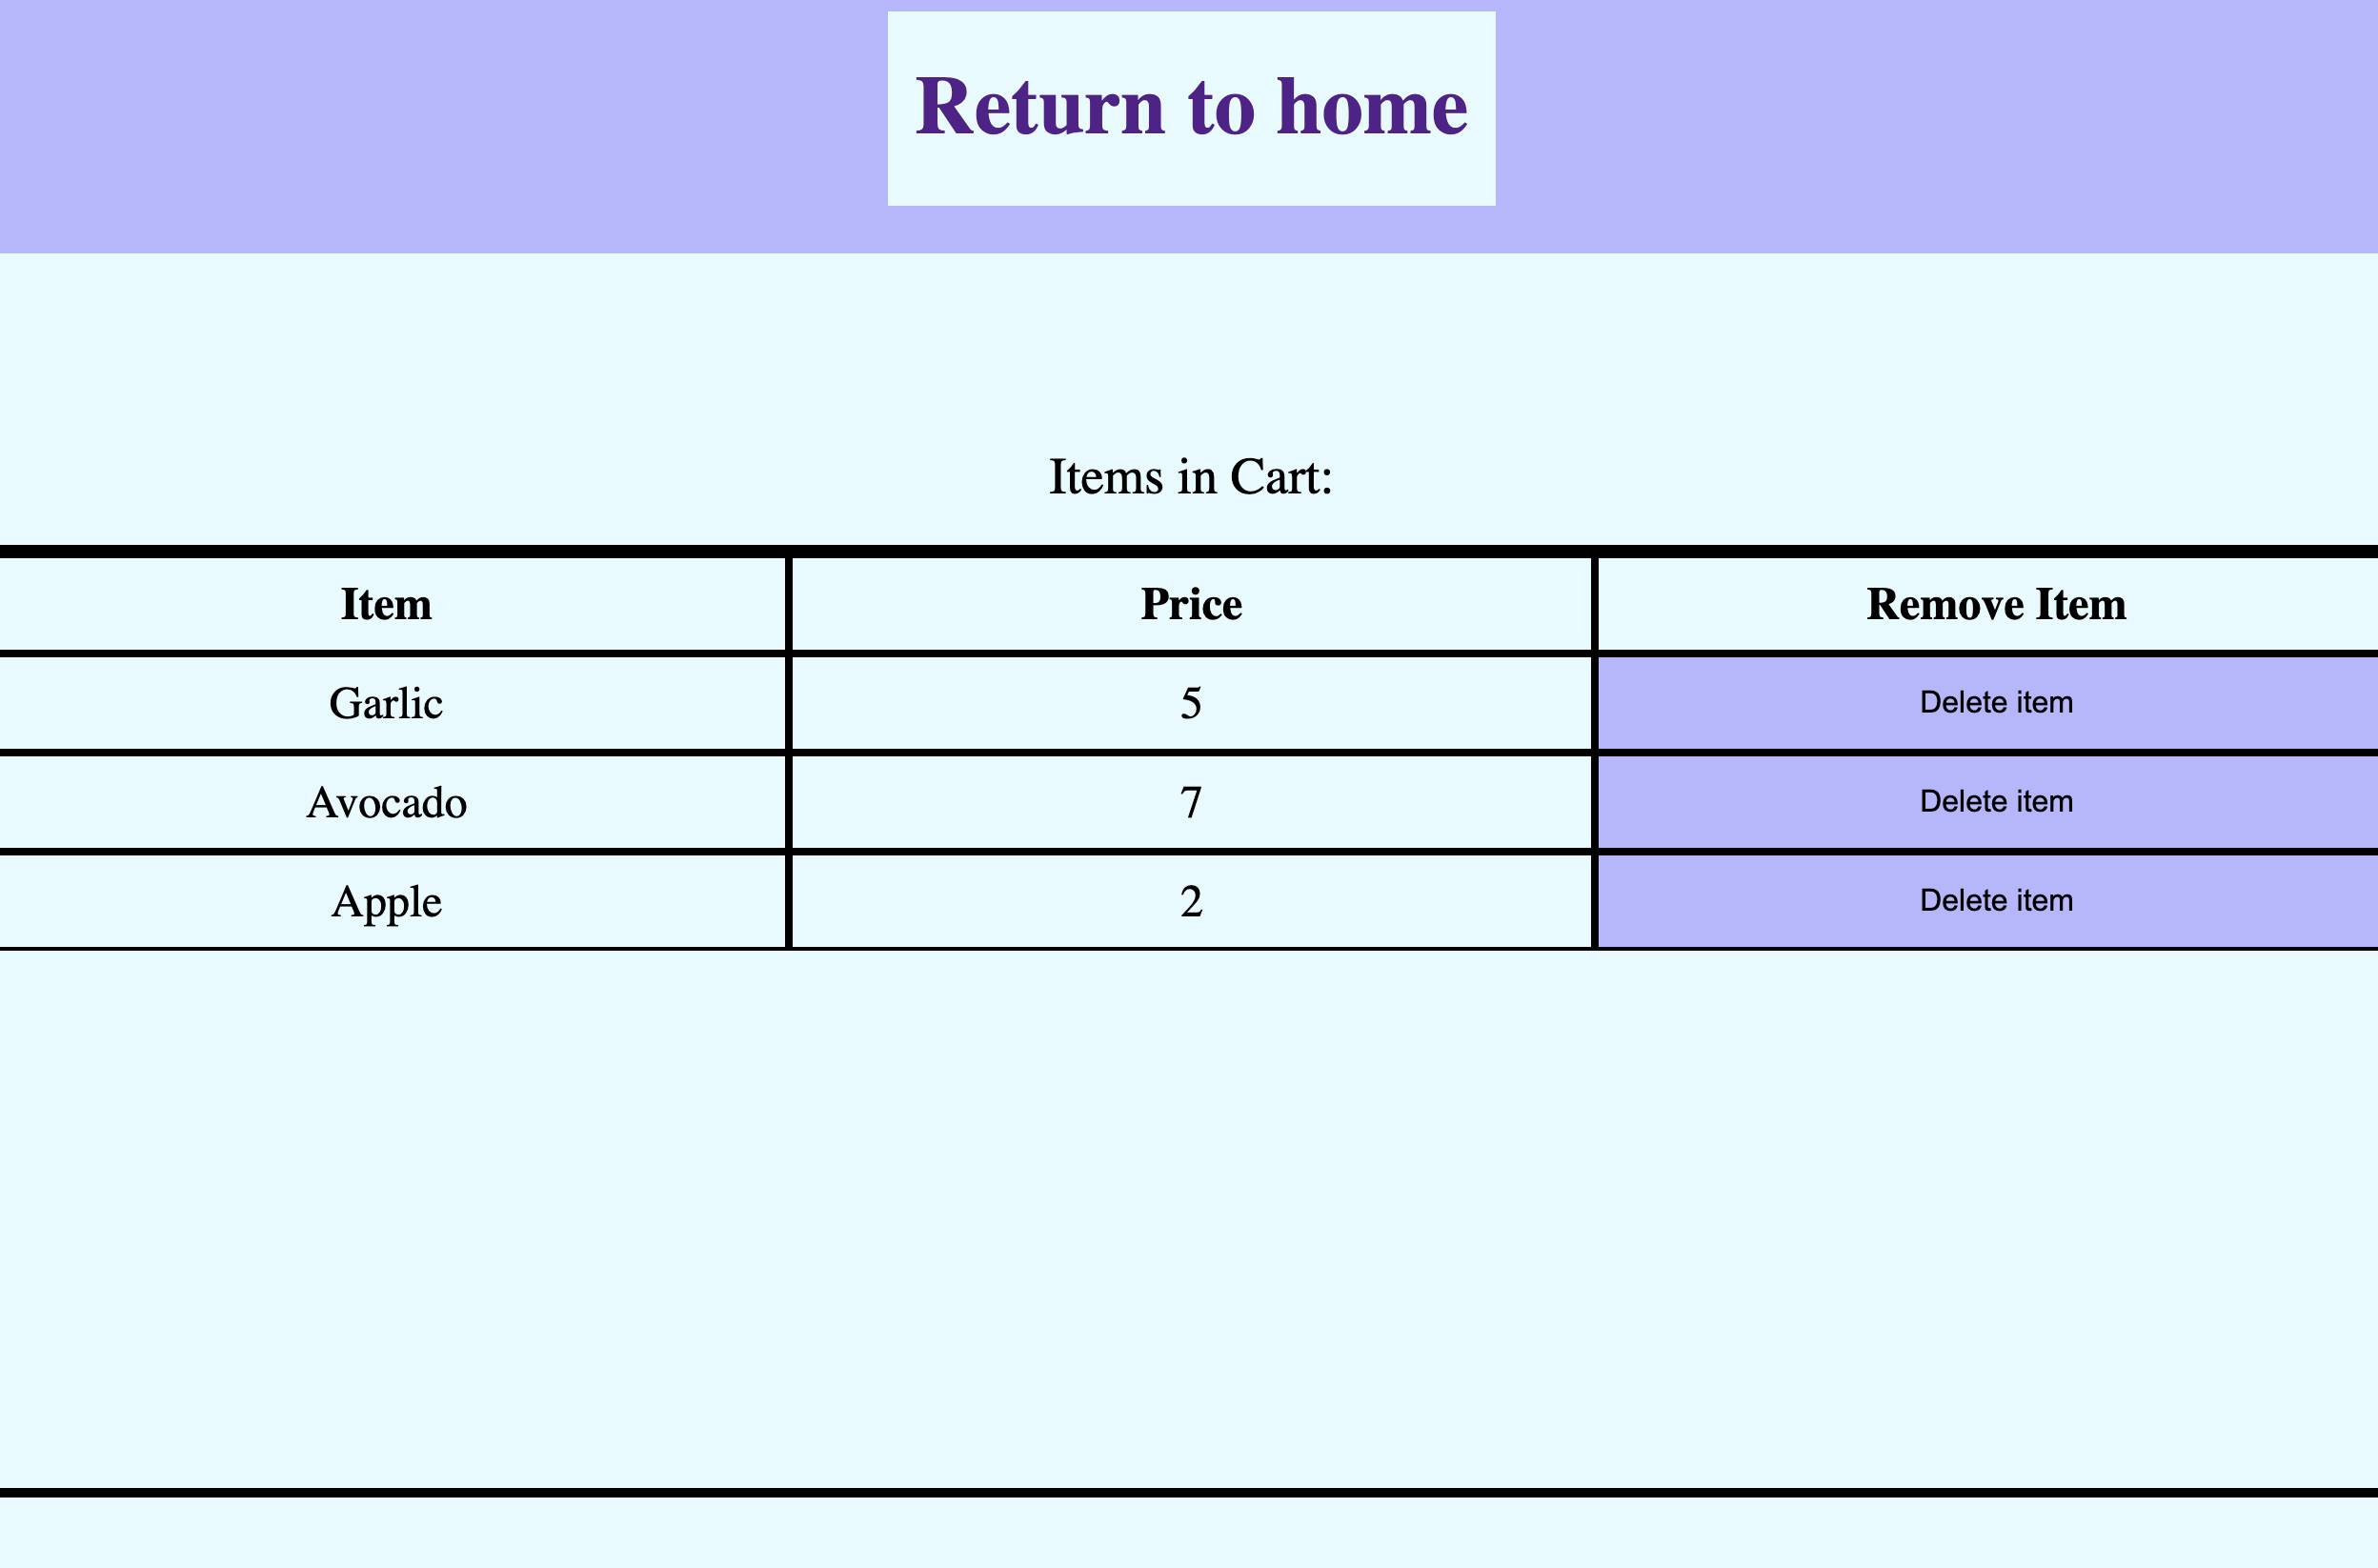 Return to home
Items in Cart:
Item Price Remove Item
Garlic 5 Delete item
Avocado 7 Delete item
Apple 2 Delete item